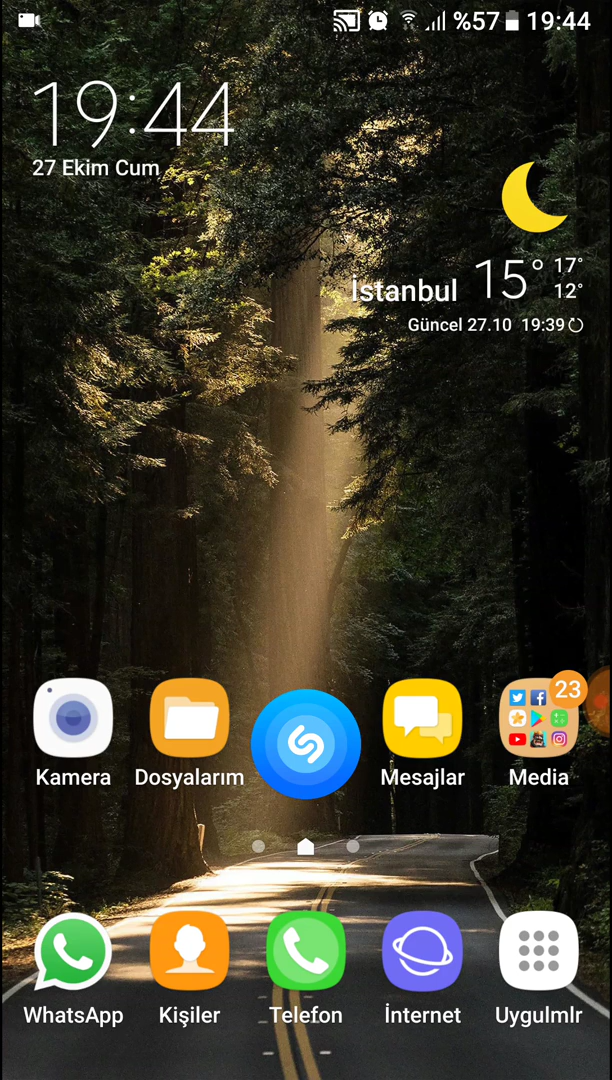 %57 19:44
19:44
27 Ekim Cum
İstanbul 15° 17°
12°
Güncel 27.10 19:39
23
Kamera Dosyalarım Mesajlar Media
WhatsApp Kişiler Telefon İnternet Uygulmlr